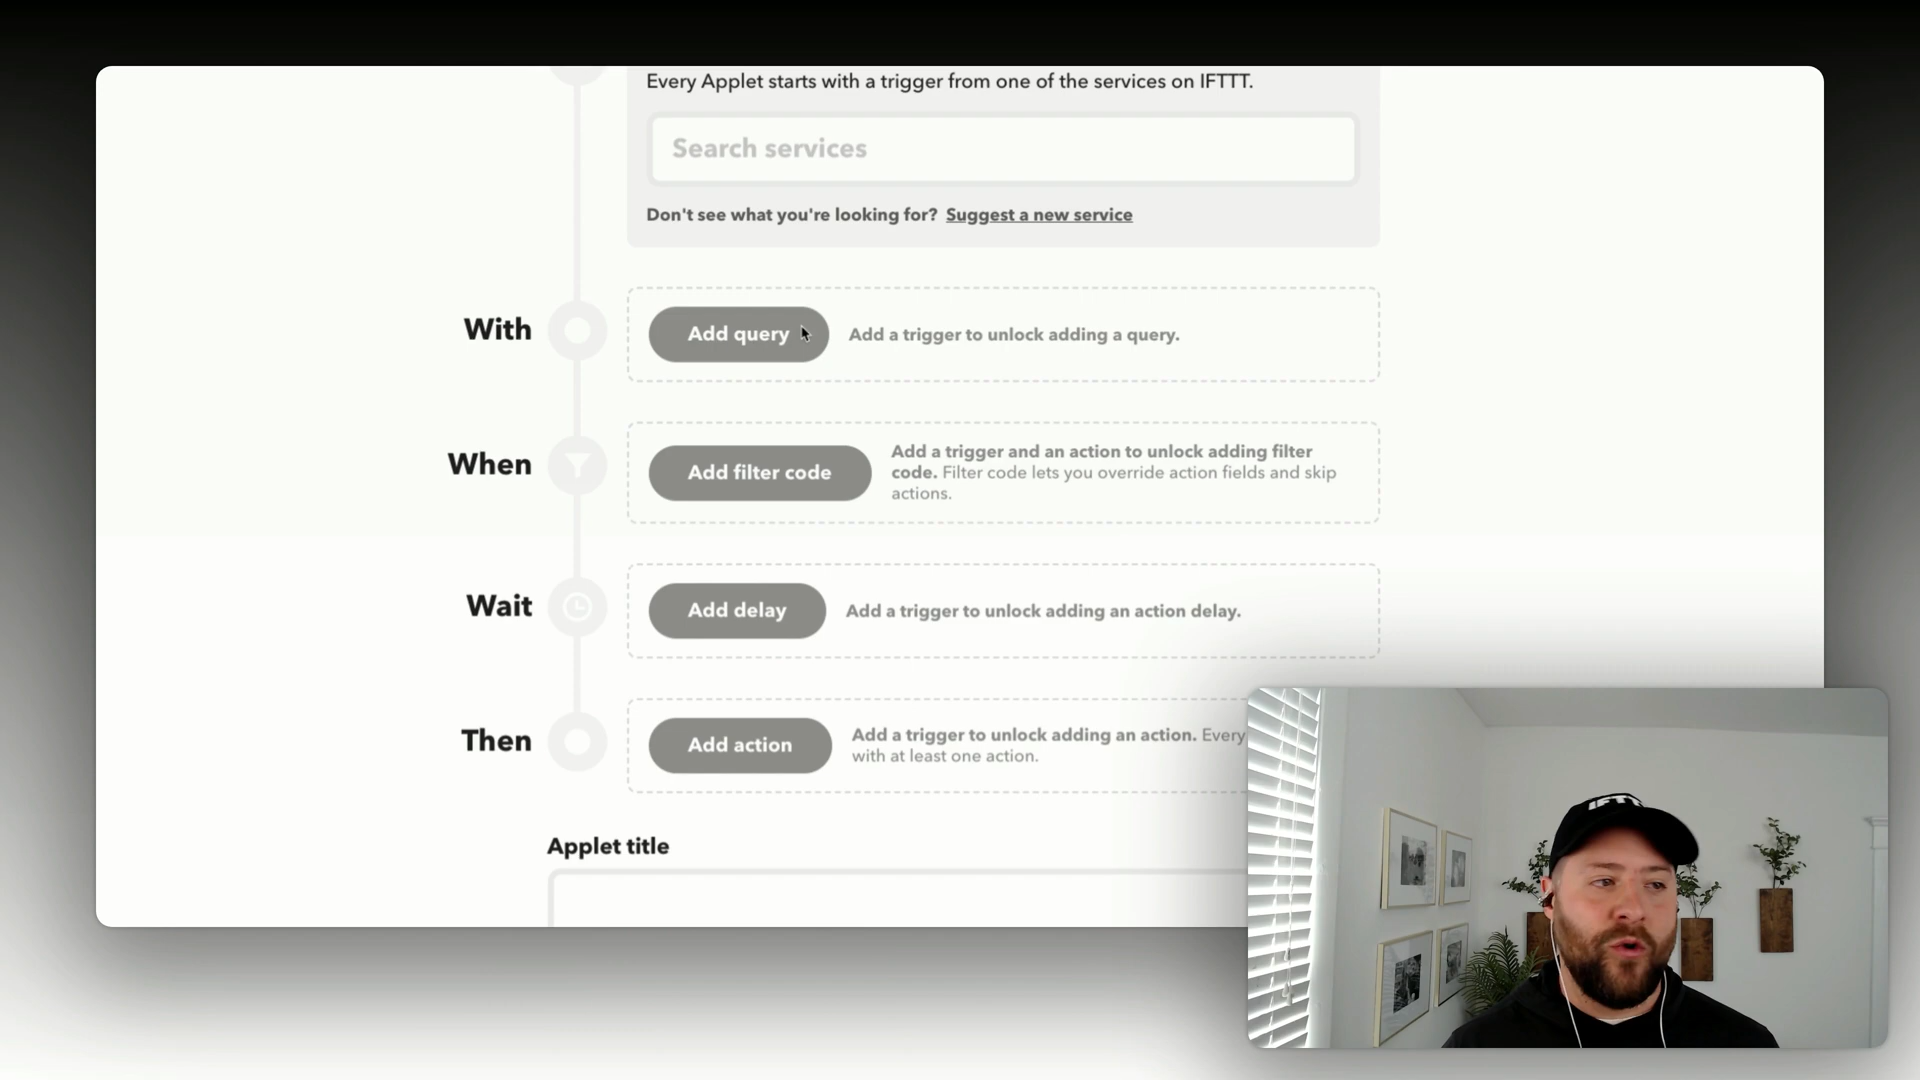 Every Applet starts with a trigger from one of the services on IFTTT.
Search services
Don't see what you're looking for? Suggest a new service
With
Add query
Add a trigger to unlock adding a query.
When
Add filter code
Add a trigger and an action to unlock adding filter
code. Filter code lets you override action fields and skip
actions.
Wait
Add delay
Add a trigger to unlock adding an action delay.
Then
Add action
Add a trigger to unlock adding an action. Every
with at least one action.
Applet title
IFTTT